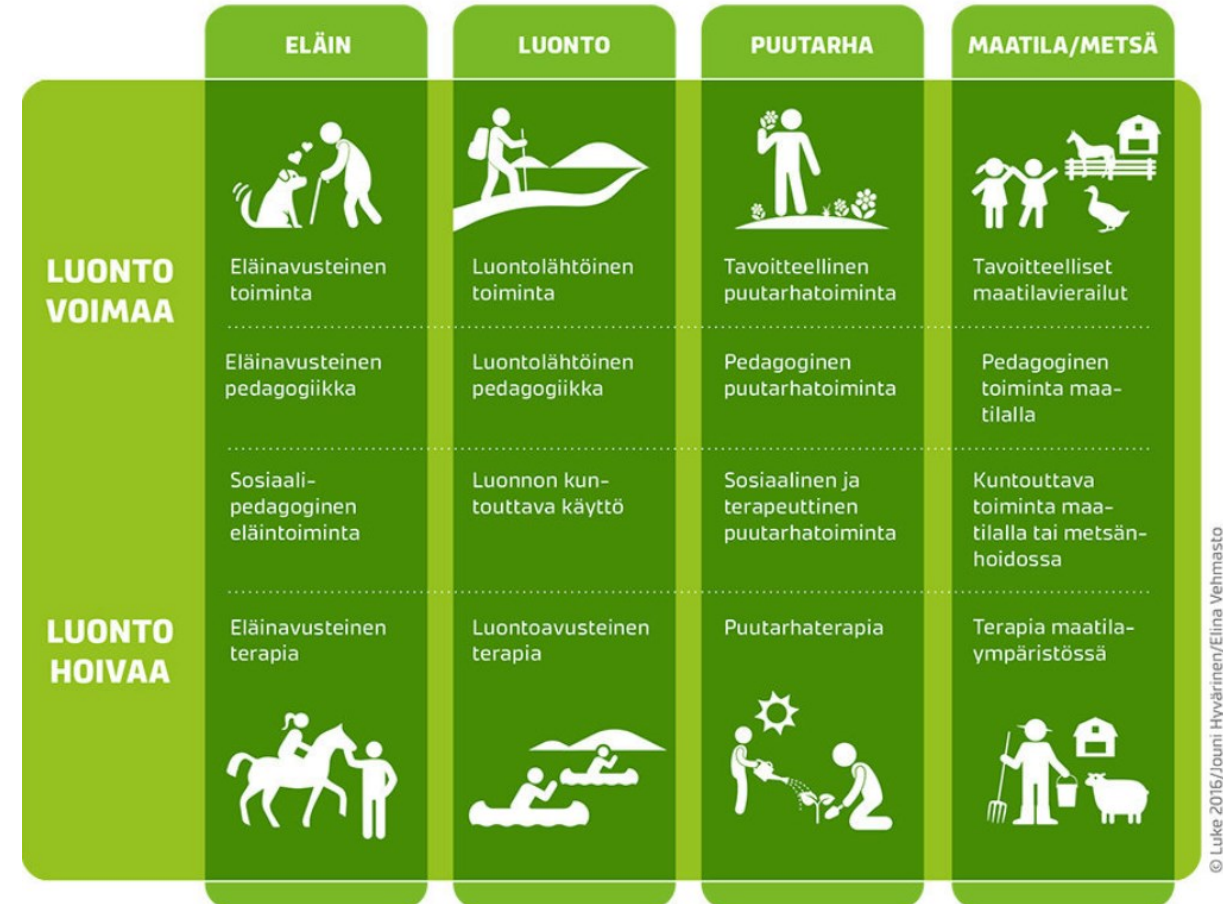 ELÄIN
LUONTO
PUUTARHA
MAATILA/METSÄ
LUONTO
VOIMAA
Eläinavusteinen
toiminta
Luontolähtöinen
toiminta
Tavoitteellinen
puutarhatoiminta
Tavoitteelliset
maatilavierailut
Eläinavusteinen
pedagogiikka
Luontolähtöinen
pedagogiikka
Pedagoginen
puutarhatoiminta
Pedagoginen
toiminta maa-
tilalla
Sosiaali-
pedagoginen
eläintoiminta
Luonnon kun-
touttava käyttö
Sosiaalinen ja
terapeuttinen
puutarhatoiminta
Kuntouttava
toiminta maa-
tilalla tai metsän-
hoidossa
LUONTO
HOIVAA
Eläinavusteinen
terapia
Luontoavusteinen
terapia
Puutarhaterapia
Terapia maatila-
ympäristössä
© Luke 2016/Jouni Hyvärinen/Elina Vehmasto